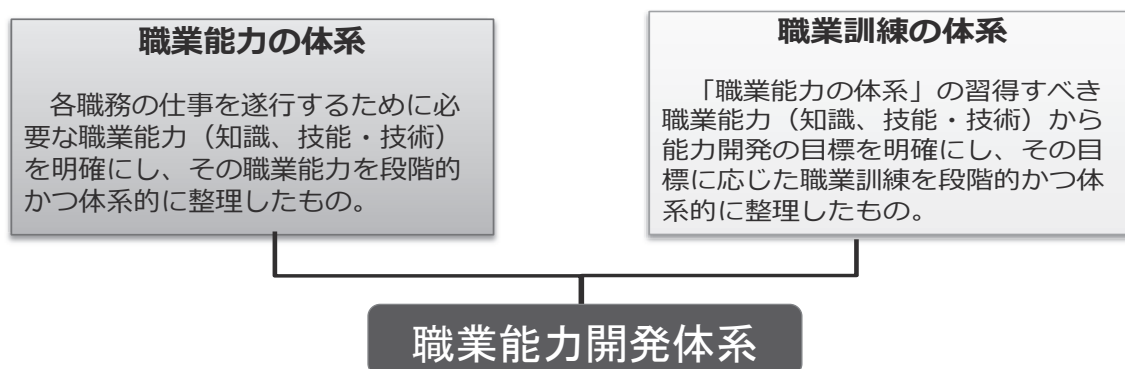 職業能力の体系
各職務の仕事を遂行するために必
要な職業能力（知識、技能・技術）
を明確にし、その職業能力を段階的
かつ体系的に整理したもの。
職業訓練の体系
「職業能力の体系」の習得すべき
職業能力（知識、技能・技術）から
能力開発の目標を明確にし、その目
標に応じた職業訓練を段階的かつ体
系的に整理したもの。
職業能力開発体系